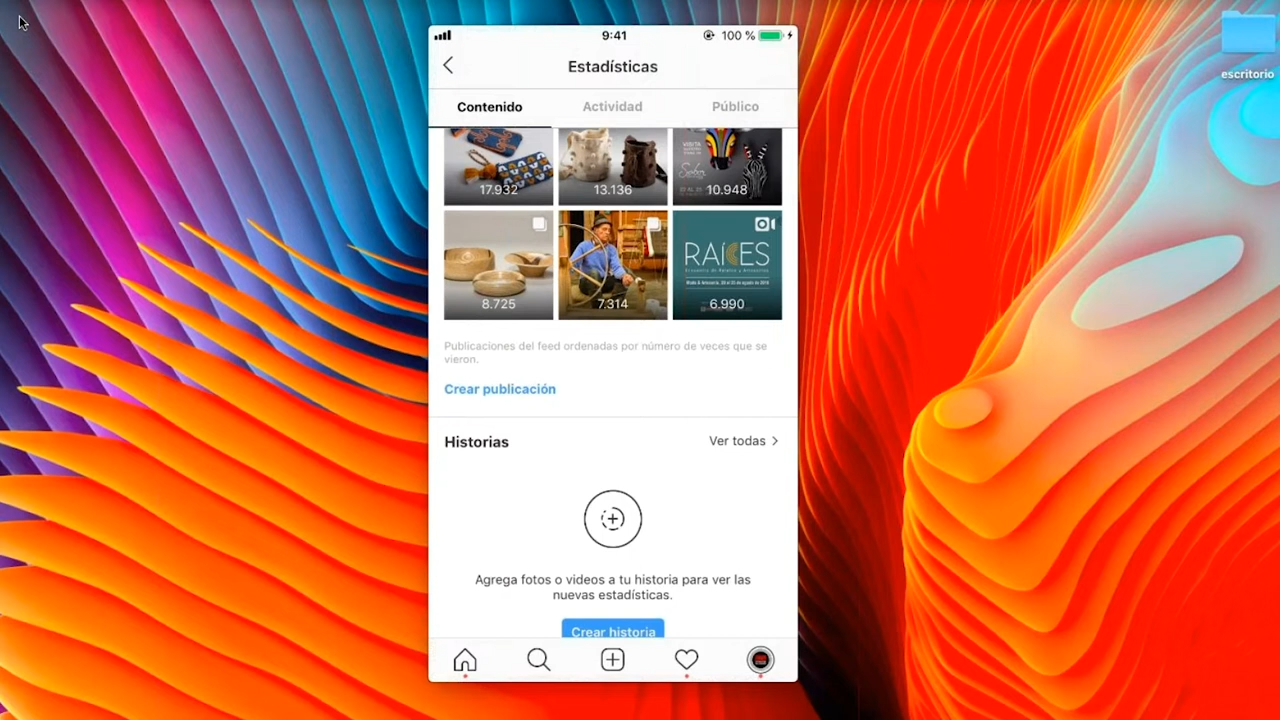 9:41
100 %
escritorio
Estadísticas
Contenido
Actividad
Público
VISITA
17.932
13.136
10.948
RAÍCES
8.725
7.314
6.990
Publicaciones del feed ordenadas por número de veces que se
vieron.
Crear publicación
Historias
Ver todas
Agrega fotos o videos a tu historia para ver las
nuevas estadísticas.
Crear historia